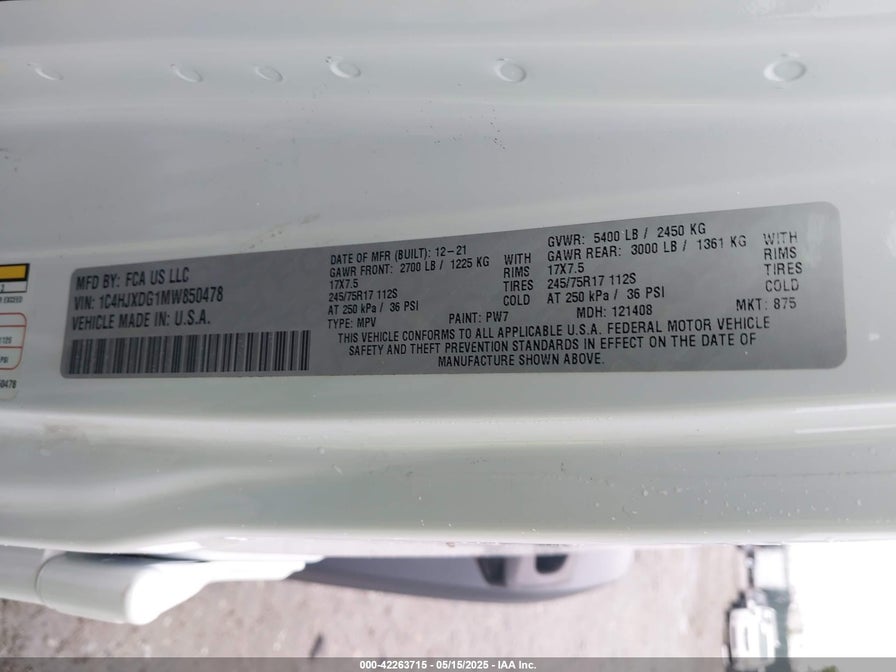 2
R EXCEED
112S
PSI
50478
MFD BY: FCA US LLC
VIN: 1C4HJXDG1MW850478
VEHICLE MADE IN: U.S.A.
DATE OF MFR (BUILT): 12-21
GAWR FRONT: 2700 LB / 1225 KG WITH
17X7.5 RIMS
245/75R17 112S TIRES
AT 250 kPA / 36 PSI COLD
TYPE: MPV PAINT: PW7
GVWR: 5400 LB / 2450 KG
GAWR REAR: 3000 LB / 1361 KG WITH
17X7.5 RIMS
245/75R17 112S TIRES
AT 250 kPA / 36 PSI COLD
MDH: 121408 MKT: 875
THIS VEHICLE CONFORMS TO ALL APPLICABLE U.S.A. FEDERAL MOTOR VEHICLE
SAFETY AND THEFT PREVENTION STANDARDS IN EFFECT ON THE DATE OF
MANUFACTURE SHOWN ABOVE.
000-42263715 - 05/15/2025 - IAA Inc.